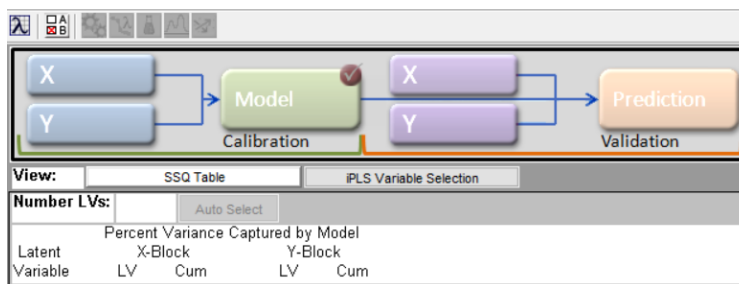 A
B
X
Y
Model
Calibration
X
Y
Prediction
Validation
View:
SSQ Table
iPLS Variable Selection
Number LVs:
Auto Select
Percent Variance Captured by Model
Latent X-Block Y-Block
Variable LV Cum LV Cum